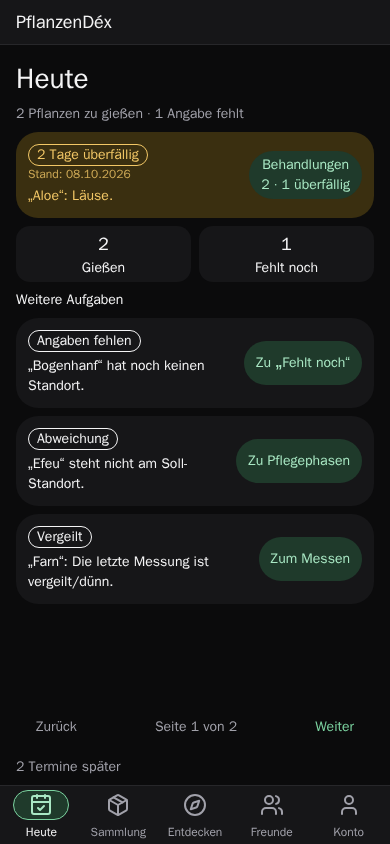 PflanzenDéx
Heute
2 Pflanzen zu gießen · 1 Angabe fehlt
2 Tage überfällig
Stand: 08.10.2026
„Aloe“: Läuse.
Behandlungen
2 · 1 überfällig
2
Gießen
1
Fehlt noch
Weitere Aufgaben
Angaben fehlen
„Bogenhanf“ hat noch keinen
Standort.
Zu „Fehlt noch“
Abweichung
„Efeu“ steht nicht am Soll-
Standort.
Zu Pflegephasen
Vergeilt
„Farn“: Die letzte Messung ist
vergeilt/dünn.
Zum Messen
Zurück
Seite 1 von 2
Weiter
2 Termine später
Heute
Sammlung
Entdecken
Freunde
Konto